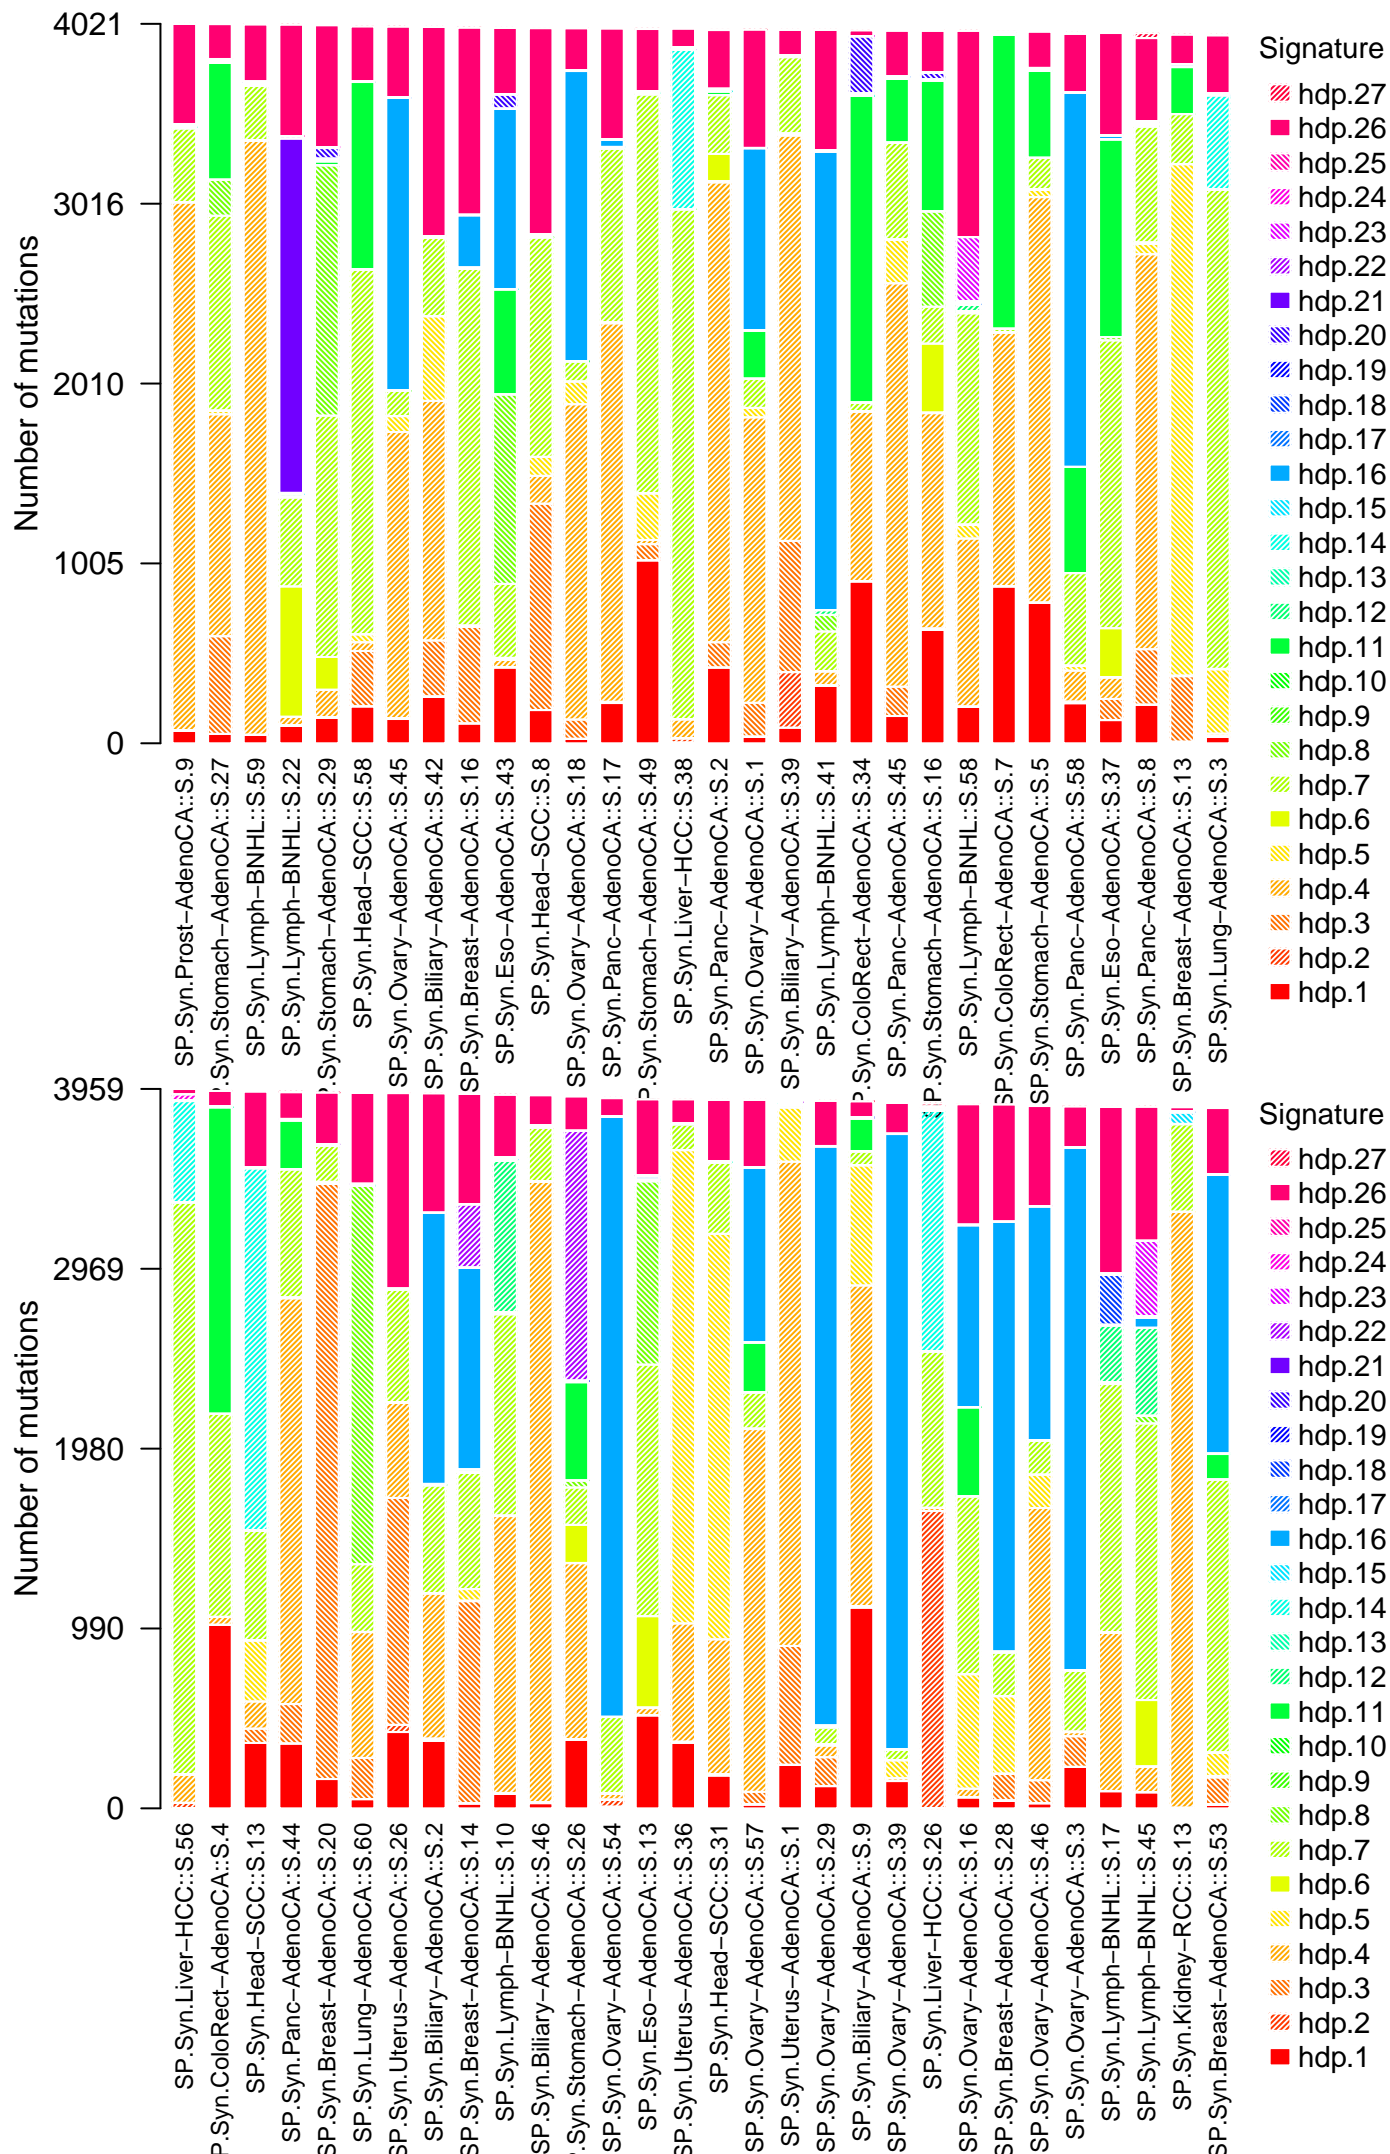 4021
3016
2010
1005
0
Number of mutations
SP.Syn.Prost−AdenoCA::S.9
P.Syn.Stomach−AdenoCA::S.27
SP.Syn.Lymph−BNHL::S.59
SP.Syn.Lymph−BNHL::S.22
P.Syn.Stomach−AdenoCA::S.29
SP.Syn.Head−SCC::S.58
SP.Syn.Ovary−AdenoCA::S.45
SP.Syn.Biliary−AdenoCA::S.42
SP.Syn.Breast−AdenoCA::S.16
SP.Syn.Eso−AdenoCA::S.43
SP.Syn.Head−SCC::S.8
SP.Syn.Ovary−AdenoCA::S.18
SP.Syn.Panc−AdenoCA::S.17
P.Syn.Stomach−AdenoCA::S.49
SP.Syn.Liver−HCC::S.38
SP.Syn.Panc−AdenoCA::S.2
SP.Syn.Ovary−AdenoCA::S.1
SP.Syn.Biliary−AdenoCA::S.39
SP.Syn.Lymph−BNHL::S.41
P.Syn.ColoRect−AdenoCA::S.34
SP.Syn.Panc−AdenoCA::S.45
P.Syn.Stomach−AdenoCA::S.16
SP.Syn.Lymph−BNHL::S.58
SP.Syn.ColoRect−AdenoCA::S.7
SP.Syn.Stomach−AdenoCA::S.5
SP.Syn.Panc−AdenoCA::S.58
SP.Syn.Eso−AdenoCA::S.37
SP.Syn.Panc−AdenoCA::S.8
SP.Syn.Breast−AdenoCA::S.13
SP.Syn.Lung−AdenoCA::S.3
Signature
hdp.27
hdp.26
hdp.25
hdp.24
hdp.23
hdp.22
hdp.21
hdp.20
hdp.19
hdp.18
hdp.17
hdp.16
hdp.15
hdp.14
hdp.13
hdp.12
hdp.11
hdp.10
hdp.9
hdp.8
hdp.7
hdp.6
hdp.5
hdp.4
hdp.3
hdp.2
hdp.1
3959
2969
1980
990
0
Number of mutations
SP.Syn.Liver−HCC::S.56
P.Syn.ColoRect−AdenoCA::S.4
SP.Syn.Head−SCC::S.13
SP.Syn.Panc−AdenoCA::S.44
SP.Syn.Breast−AdenoCA::S.20
SP.Syn.Lung−AdenoCA::S.60
SP.Syn.Uterus−AdenoCA::S.26
SP.Syn.Biliary−AdenoCA::S.2
SP.Syn.Breast−AdenoCA::S.14
SP.Syn.Lymph−BNHL::S.10
SP.Syn.Biliary−AdenoCA::S.46
P.Syn.Stomach−AdenoCA::S.26
SP.Syn.Ovary−AdenoCA::S.54
SP.Syn.Eso−AdenoCA::S.13
SP.Syn.Uterus−AdenoCA::S.36
SP.Syn.Head−SCC::S.31
SP.Syn.Ovary−AdenoCA::S.57
SP.Syn.Uterus−AdenoCA::S.1
SP.Syn.Ovary−AdenoCA::S.29
SP.Syn.Biliary−AdenoCA::S.9
SP.Syn.Ovary−AdenoCA::S.39
SP.Syn.Liver−HCC::S.26
SP.Syn.Ovary−AdenoCA::S.16
SP.Syn.Breast−AdenoCA::S.28
SP.Syn.Ovary−AdenoCA::S.46
SP.Syn.Ovary−AdenoCA::S.3
SP.Syn.Lymph−BNHL::S.17
SP.Syn.Lymph−BNHL::S.45
SP.Syn.Kidney−RCC::S.13
SP.Syn.Breast−AdenoCA::S.53
Signature
hdp.27
hdp.26
hdp.25
hdp.24
hdp.23
hdp.22
hdp.21
hdp.20
hdp.19
hdp.18
hdp.17
hdp.16
hdp.15
hdp.14
hdp.13
hdp.12
hdp.11
hdp.10
hdp.9
hdp.8
hdp.7
hdp.6
hdp.5
hdp.4
hdp.3
hdp.2
hdp.1